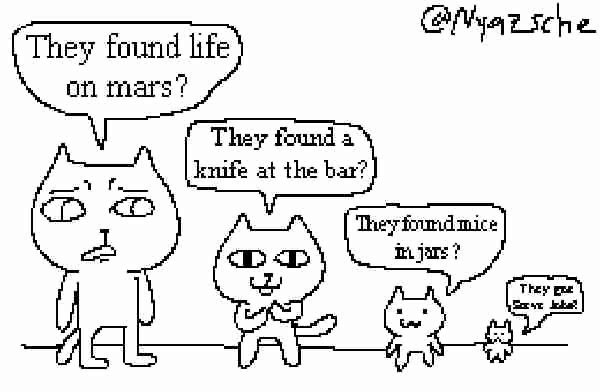 @Nyazsche
They found life
on mars?
They found a
knife at the bar?
They found mice
in jars?
They got